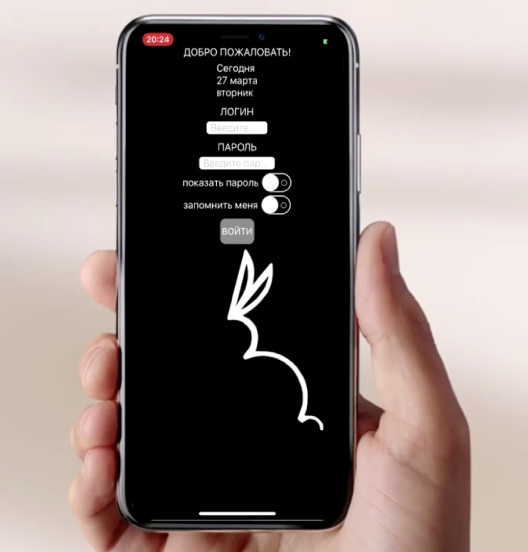 20:24
ДОБРО ПОЖАЛОВАТЬ!
Сегодня
27 марта
вторник
ЛОГИН
Введите...
ПАРОЛЬ
Введите пар...
показать пароль
запомнить меня
ВОЙТИ